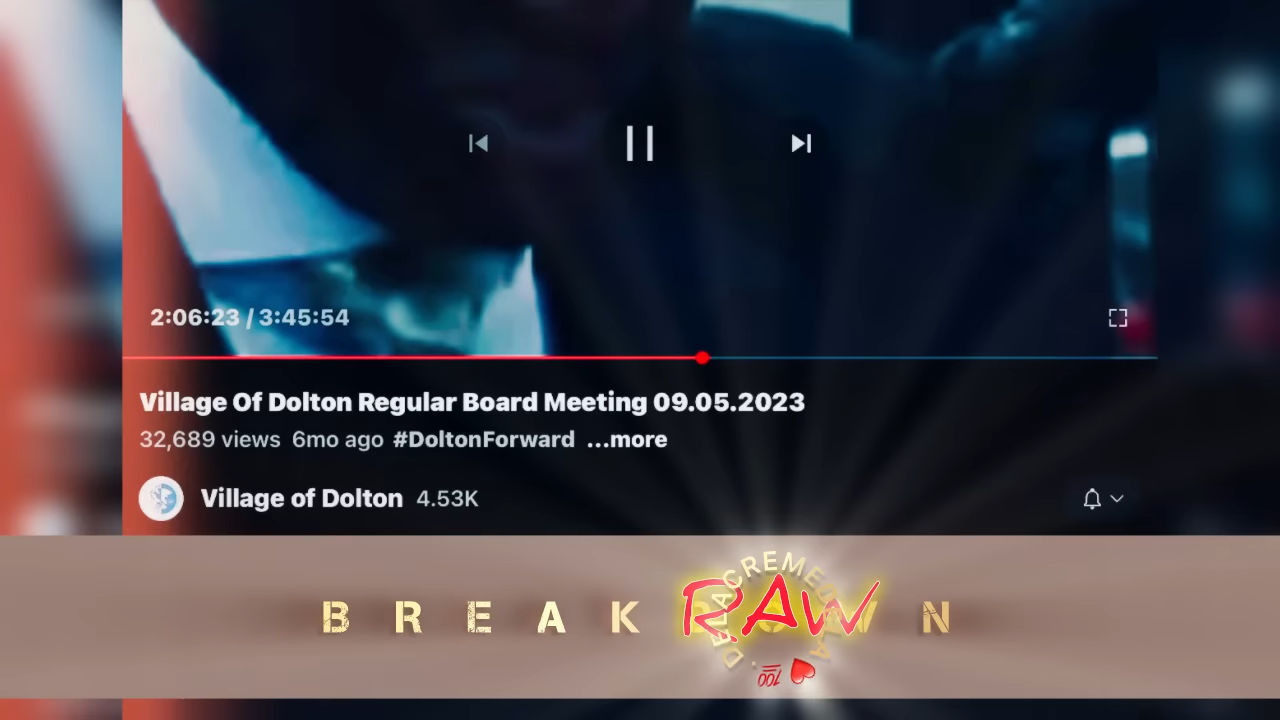 2:06:23 / 3:45:54
Village Of Dolton Regular Board Meeting 09.05.2023
32,689 views 6mo ago #DoltonForward ...more
Village of Dolton 4.53K
BREAK N
RAW